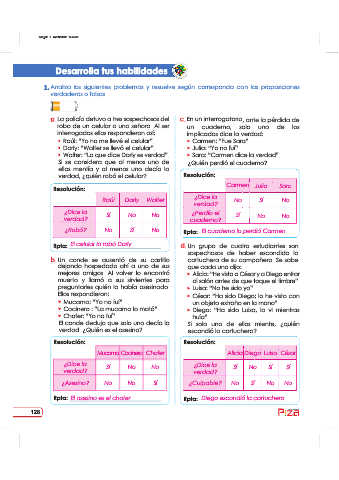 Desarrolla tus habilidades
1. Analiza los siguientes problemas y resuelve según corresponda con las proposiciones
verdaderas o falsas
a. La policía detuvo a tres sospechosos del
robo de un celular a una señora. Al ser
interrogados ellos respondieron así:
• Raúl: "Yo no me llevé el celular"
• Darly: "Walter se llevó el celular"
• Walter: "Lo que dice Darly es verdad"
Si se considera que al menos uno de
ellos mentía y al menos uno decía la
verdad, ¿quién robó el celular?
Resolución:
Raúl Darly Walter
¿Dice la verdad? Sí No No
¿Robó? No Sí No
Rpta: El celular lo robó Darly
b. Un conde se ausentó de su castillo
dejando hospedado ahí a uno de sus
mejores amigos. Al volver lo encontró
muerto y llamó a sus sirvientes para
preguntarles quién lo había asesinado.
Ellos respondieron:
• Mucama: "Yo no fui"
• Cocinera: "La mucama lo mató"
• Chofer: "Yo no fui"
El conde dedujo que solo uno decía la
verdad. ¿Quién es el asesino?
Resolución:
Mucama Cocinera Chofer
¿Dice la verdad? Sí No No
¿Asesino? No No Sí
Rpta: El asesino es el chofer
c. En un interrogatorio, ante la pérdida de
un cuaderno, solo uno de los
implicados dice la verdad:
• Carmen: "Fue Sara"
• Julia: "Yo no fui"
• Sara: "Carmen dice la verdad"
¿Quién perdió el cuaderno?
Resolución:
Carmen Julia Sara
¿Dice la verdad? No Sí No
¿Perdió el cuaderno? Sí No No
Rpta: El cuaderno lo perdió Carmen
d. Un grupo de cuatro estudiantes son
sospechosos de haber escondido la
cartuchera de su compañera. Se sabe
que cada uno dijo:
• Alicia: "He visto a César y a Diego entrar
al salón antes de que toque el timbre"
• Luisa: "No he sido yo"
• César: "Ha sido Diego; lo he visto con
un objeto extraño en la mano"
• Diego: "Ha sido Luisa, la vi mientras
huía"
Si solo uno de ellos miente, ¿quién
escondió la cartuchera?
Resolución:
Alicia Diego Luisa César
¿Dice la verdad? Sí No Sí Sí
¿Culpable? No Sí No No
Rpta: Diego escondió la cartuchera
128
Pizza